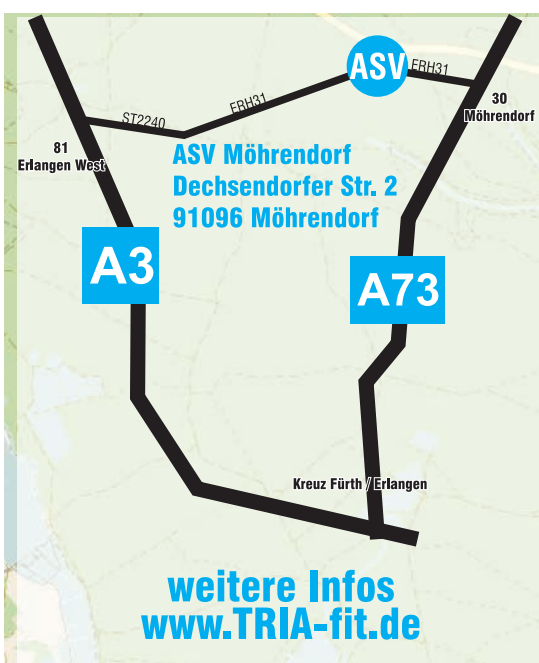 ASV
ERH31
ERH31
ST2240
30
Möhrendorf
81
Erlangen West
ASV Möhrendorf
Dechsendorfer Str. 2
91096 Möhrendorf
A3
A73
Kreuz Fürth / Erlangen
weitere Infos
www.TRIA-fit.de